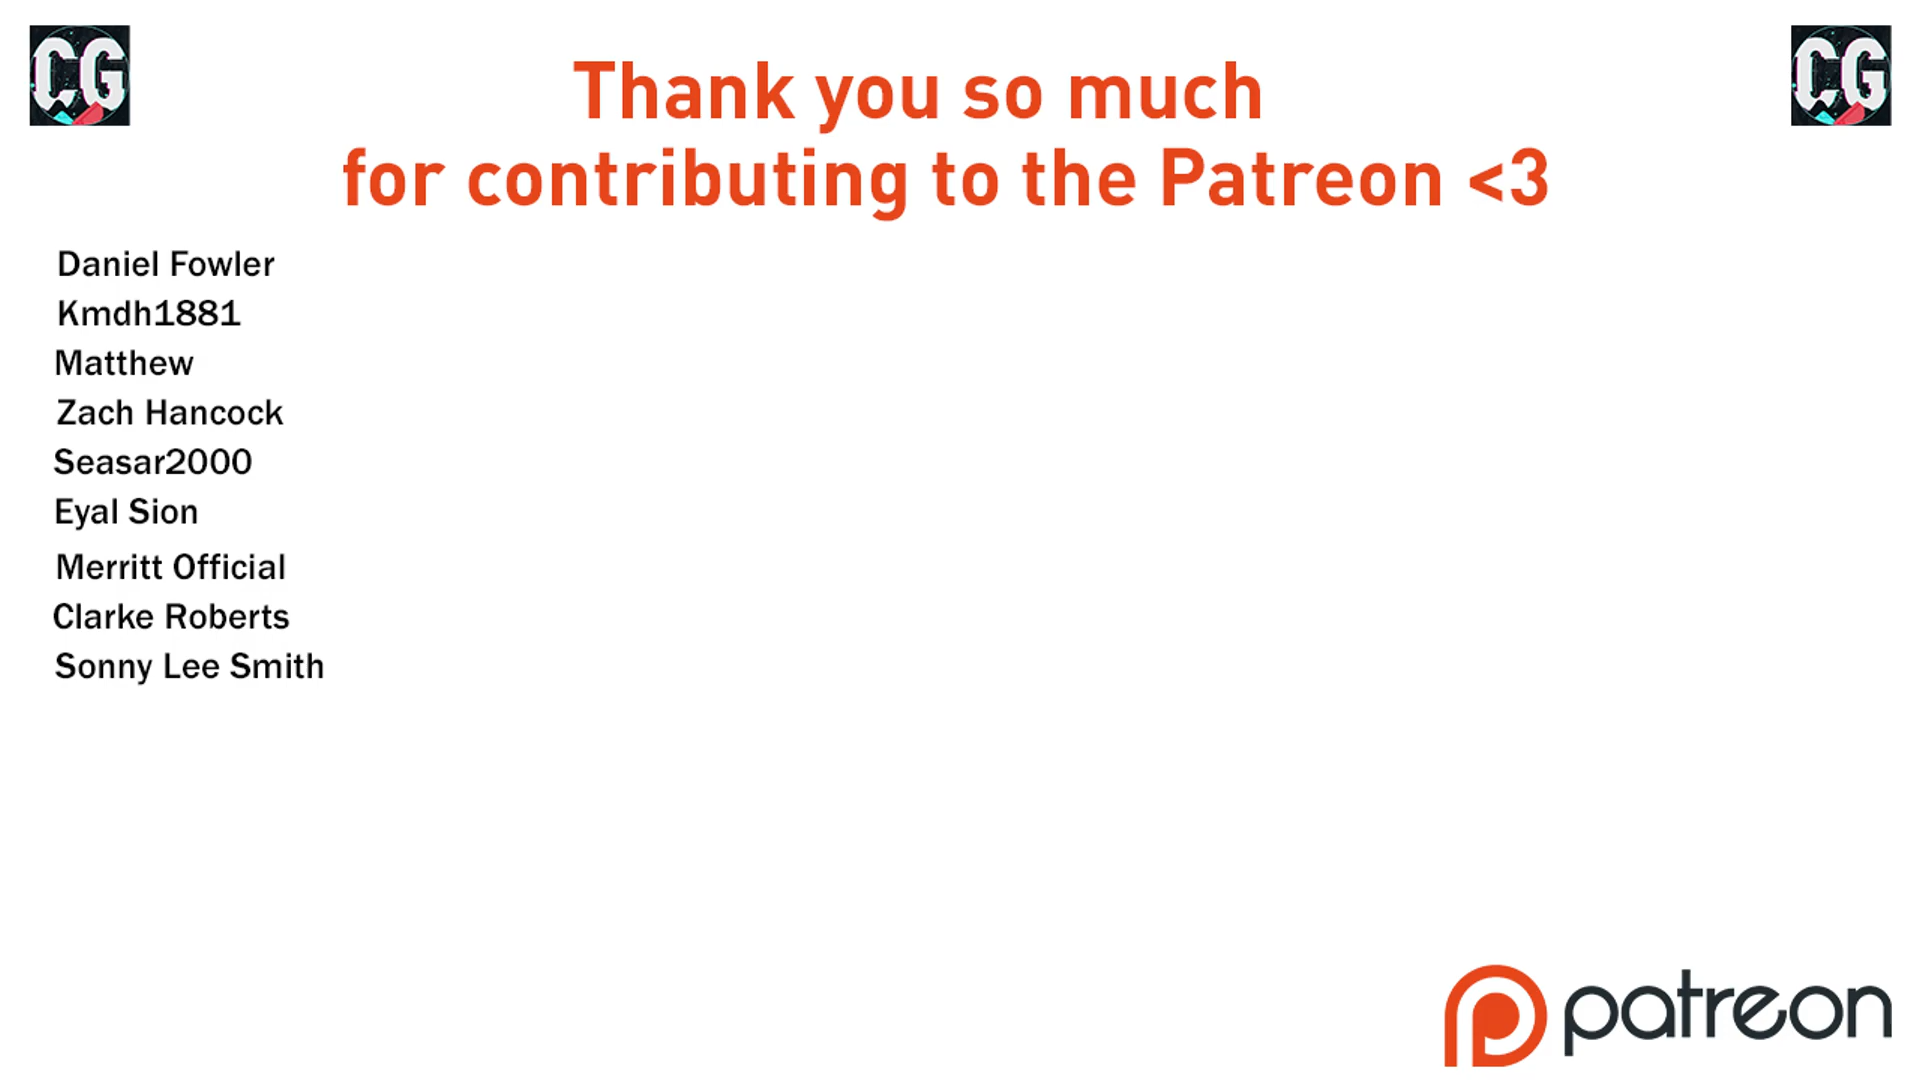 CG
CG
Thank you so much
for contributing to the Patreon <3
Daniel Fowler
Kmdh1881
Matthew
Zach Hancock
Seasar2000
Eyal Sion
Merritt Official
Clarke Roberts
Sonny Lee Smith
patreon